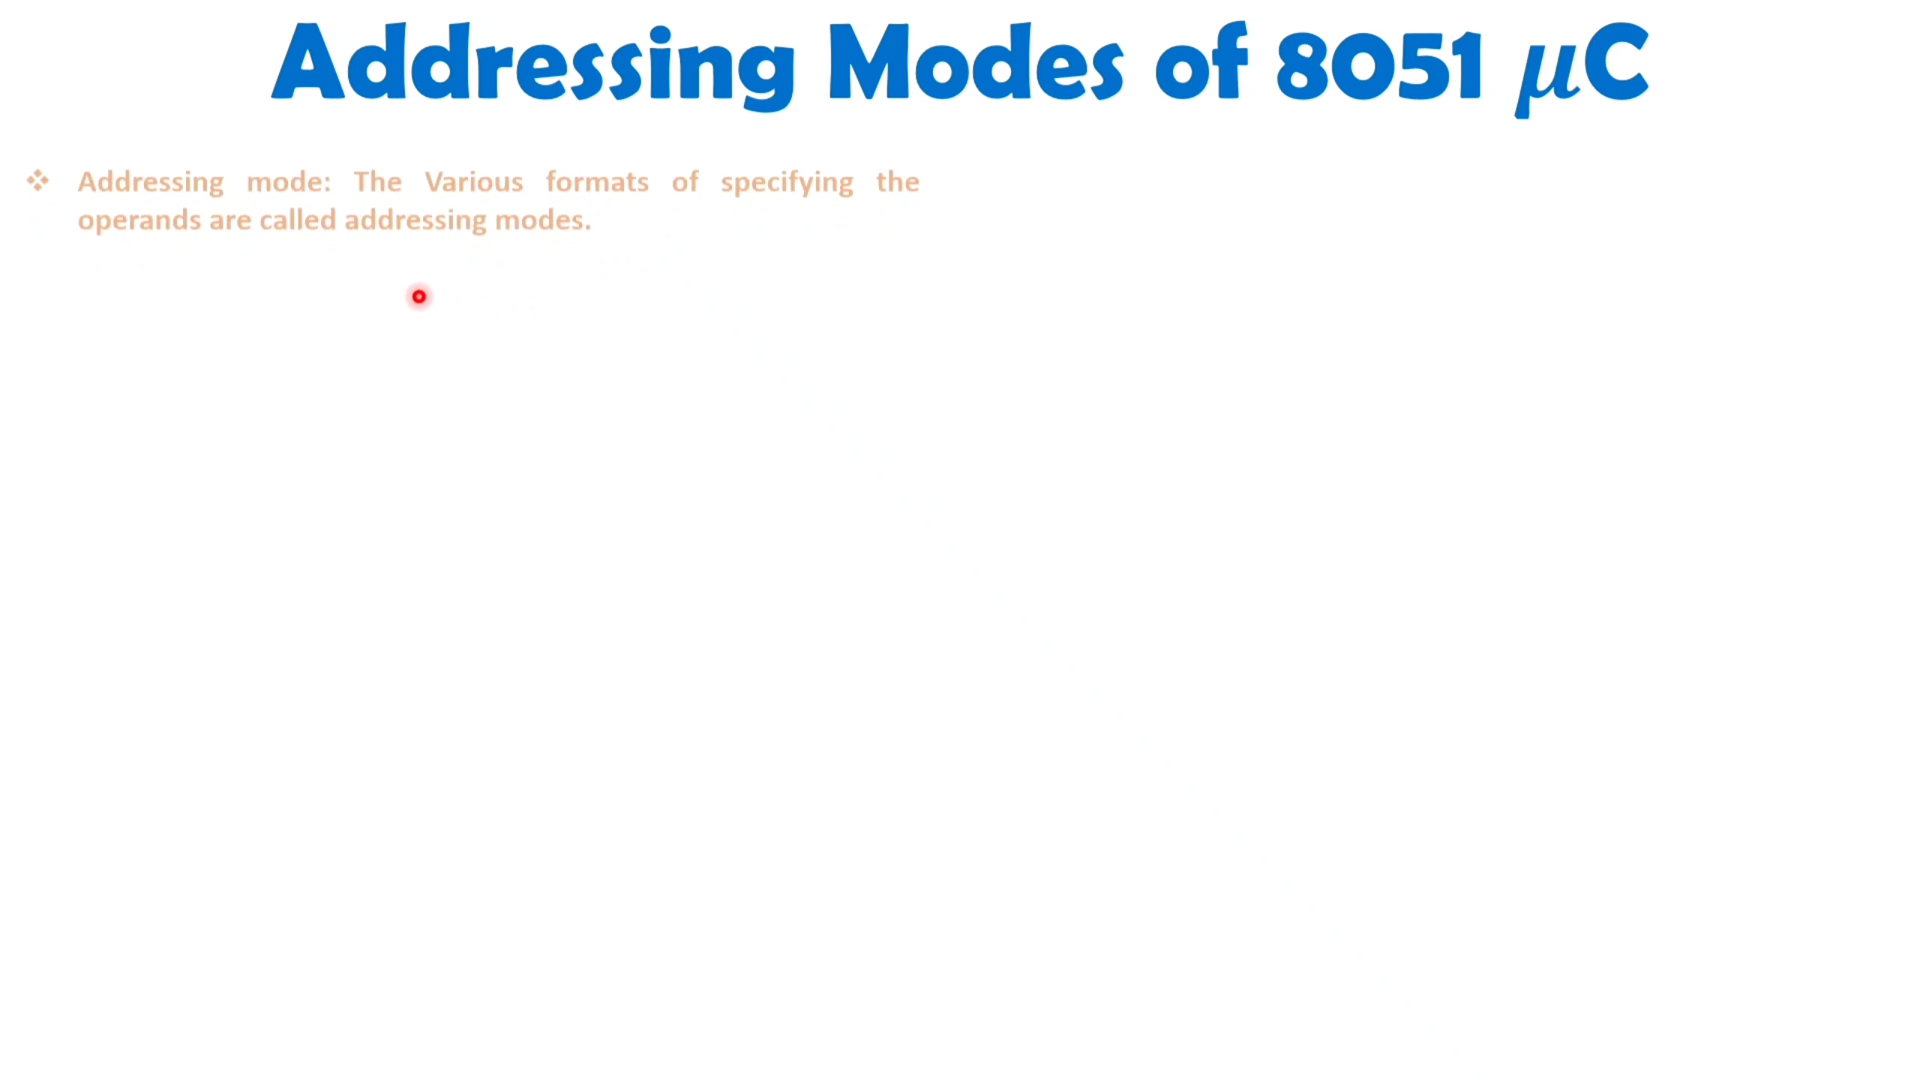 Addressing Modes of 8051 μC
❖ Addressing mode: The Various formats of specifying the
operands are called addressing modes.